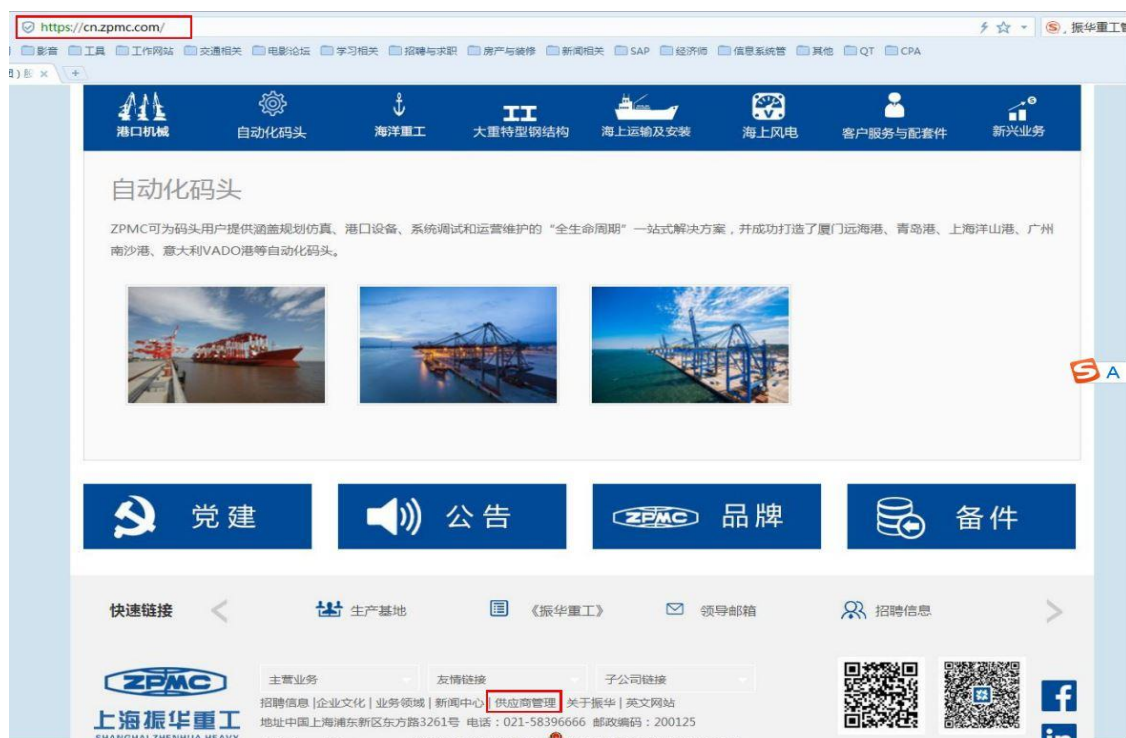 https://cn.zpmc.com/
振华重工
影音 工具 工作网站 交通相关 电影论坛 学习相关 招聘与求职 房产与装修 新闻相关 SAP 经济师 信息系统管 其他 QT CPA
港口机械 自动化码头 海洋重工 大重特型钢结构 海上运输及安装 海上风电 客户服务与配套件 新兴业务
自动化码头
ZPMC可为码头用户提供涵盖规划仿真、港口设备、系统调试和运营维护的“全生命周期”一站式解决方案，并成功打造了厦门远海港、青岛港、上海洋山港、广州
南沙港、意大利VADO港等自动化码头。
A
党建 公告 ZPMC 品牌 备件
快速链接 生产基地 《振华重工》 领导邮箱 招聘信息
主营业务 友情链接 子公司链接
ZPMC
招聘信息 |企业文化 | 业务领域 | 新闻中心 | 供应商管理 | 关于振华 | 英文网站
上海振华重工
地址中国上海浦东新区东方路3261号 电话：021-58396666 邮政编码：200125
SHANGHAI ZHENHUA HEAVY